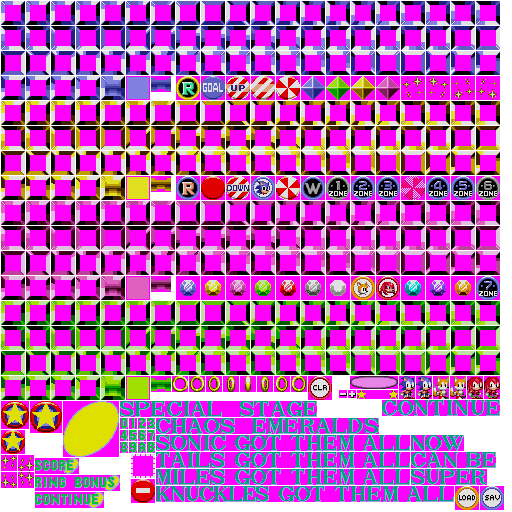 R GOAL UP
R DOWN W 1 ZONE 2 ZONE 3 ZONE 4 ZONE 5 ZONE 6 ZONE
7 ZONE
CLR
SPECIAL STAGE CONTINUE
CHAOS EMERALDS
SONIC GOT THEM ALL NOW
TAILS GOT THEM ALL CAN BE
SCORE
MILES GOT THEM ALL SUPER
RING BONUS
KNUCKLES GOT THEM ALL
CONTINUE
LOAD SAV